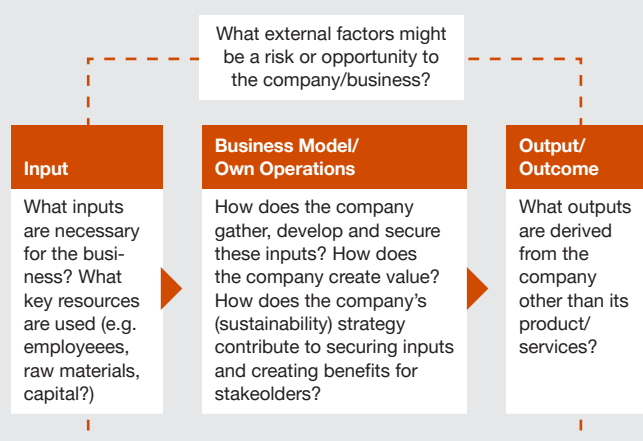 What external factors might
be a risk or opportunity to
the company/business?
Input
What inputs
are necessary
for the busi-
ness? What
key resources
are used (e.g.
employeees,
raw materials,
capital?)
Business Model/
Own Operations
How does the company
gather, develop and secure
these inputs? How does
the company create value?
How does the company's
(sustainability) strategy
contribute to securing inputs
and creating benefits for
stakeolders?
Output/
Outcome
What outputs
are derived
from the
company
other than its
product/
services?